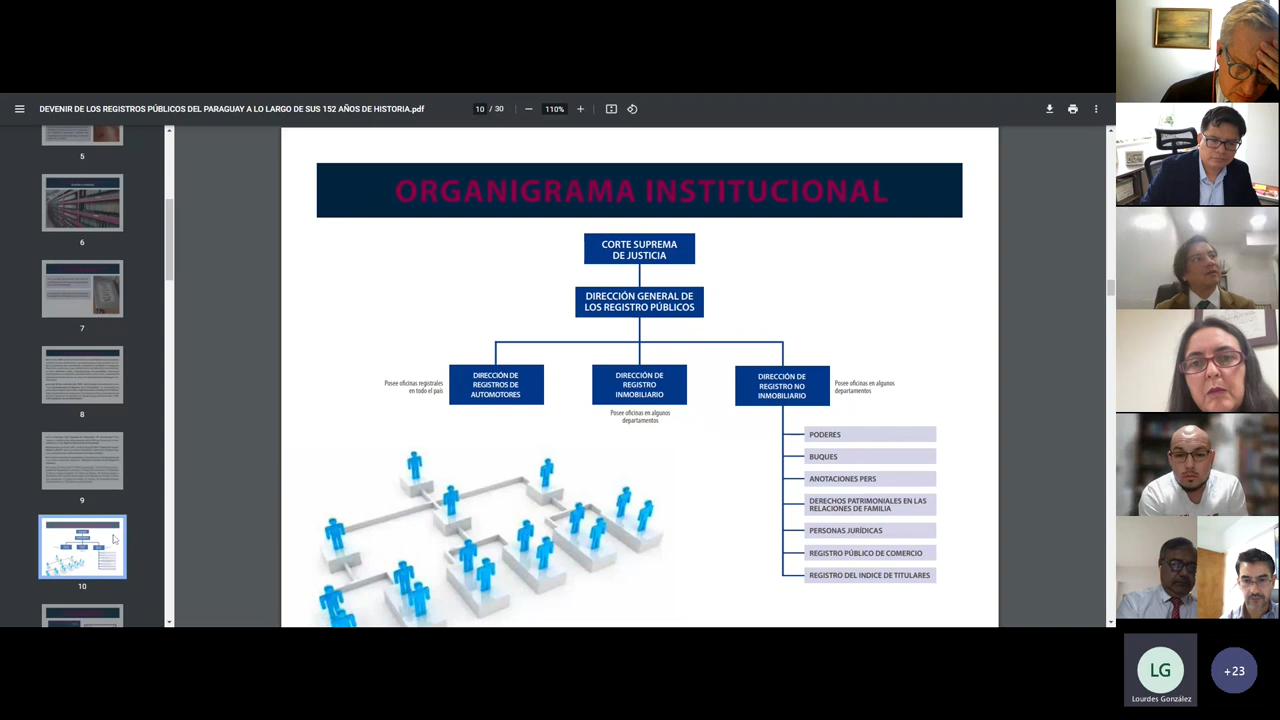 DEVENIR DE LOS REGISTROS PÚBLICOS DEL PARAGUAY A LO LARGO DE SUS 152 AÑOS DE HISTORIA.pdf
10 / 30
110%
5
6
7
8
9
10
ORGANIGRAMA INSTITUCIONAL
CORTE SUPREMA
DE JUSTICIA
DIRECCIÓN GENERAL DE
LOS REGISTRO PÚBLICOS
Posee oficinas registrales
en todo el país
DIRECCIÓN DE
REGISTROS DE
AUTOMOTORES
DIRECCIÓN DE
REGISTRO
INMOBILIARIO
Posee oficinas en algunos
departamentos
DIRECCIÓN DE
REGISTRO NO
INMOBILIARIO
Posee oficinas en algunos
departamentos
PODERES
BUQUES
ANOTACIONES PERS
DERECHOS PATRIMONIALES EN LAS
RELACIONES DE FAMILIA
PERSONAS JURÍDICAS
REGISTRO PÚBLICO DE COMERCIO
REGISTRO DEL INDICE DE TITULARES
LG
Lourdes González
+23